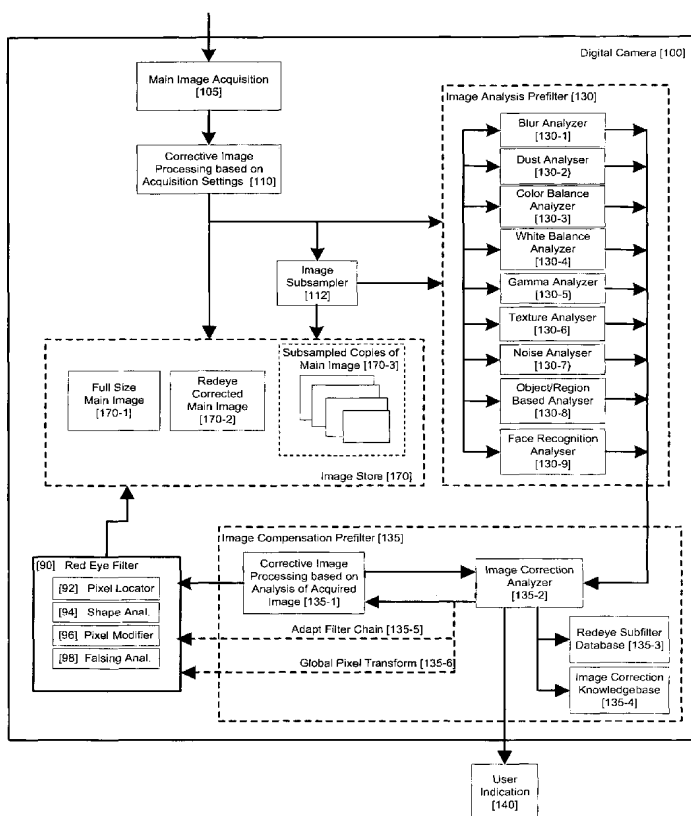 Digital Camera [100]
Main Image Acquisition
[105]
Corrective Image
Processing based on
Acquisition Settings [110]
Image
Subsampler
[112]
Image Analysis Prefilter [130]
Blur Analyzer
[130-1]
Dust Analyser
[130-2}
Color Balance
Analyzer
[130-3]
White Balance
Analyzer
[130-4]
Gamma Analyzer
[130-5]
Texture Analyser
[130-6]
Noise Analyser
[130-7}
Object/Region
Based Analyser
[130-8]
Face Recognition
Analyser
[130-9]
Full Size
Main Image
[170-1]
Redeye
Corrected
Main Image
[170-2]
Subsampled Copies of
Main Image [170-3]
Image Store [170]
[90] Red Eye Filter
[92] Pixel Locator
[94] Shape Anal.
[96] Pixel Modifier
[98] Falsing Anal.
Image Compensation Prefilter [135]
Corrective Image
Processing based on
Analysis of Acquired
Image [135-1]
Image Correction
Analyzer
[135-2]
Adapt Filter Chain [135-5]
Global Pixel Transform [135-6]
Redeye Subfilter
Database [135-3]
Image Correction
Knowledgebase
[135-4]
User
Indication
[140]